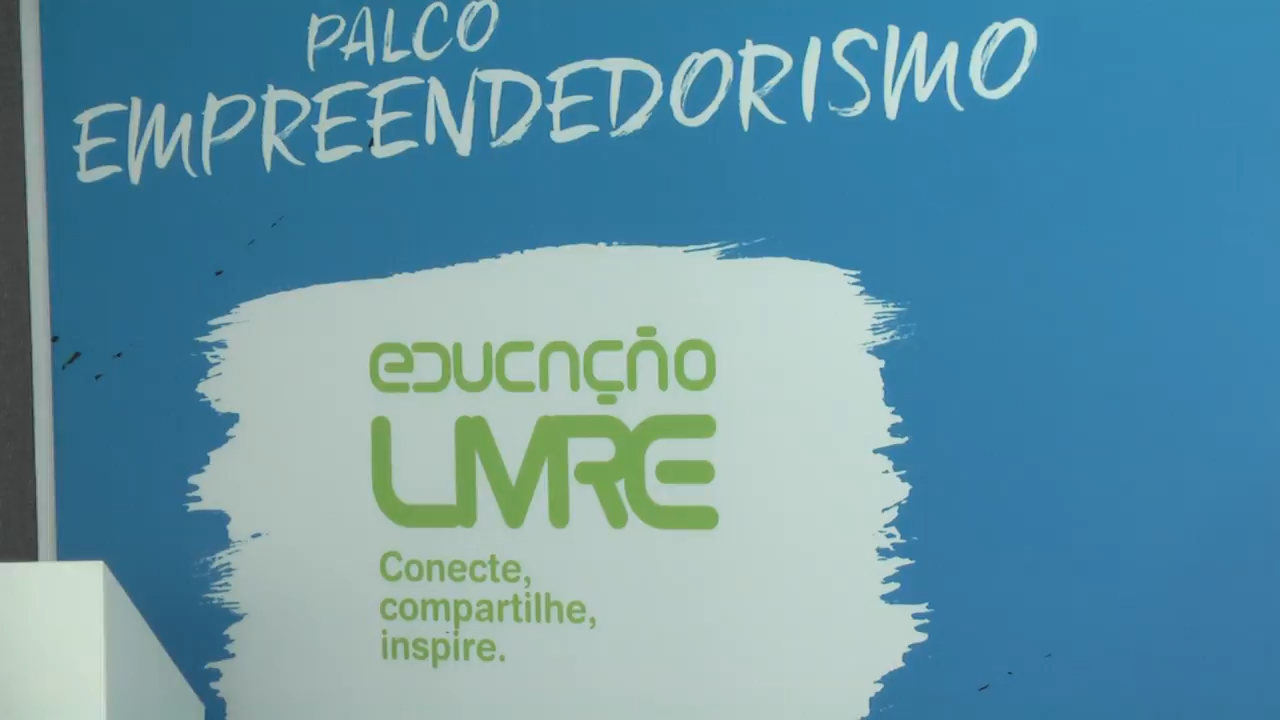 PALCO
EMPREENDEDORISMO
educação
LIVRE
Conecte,
compartilhe,
inspire.